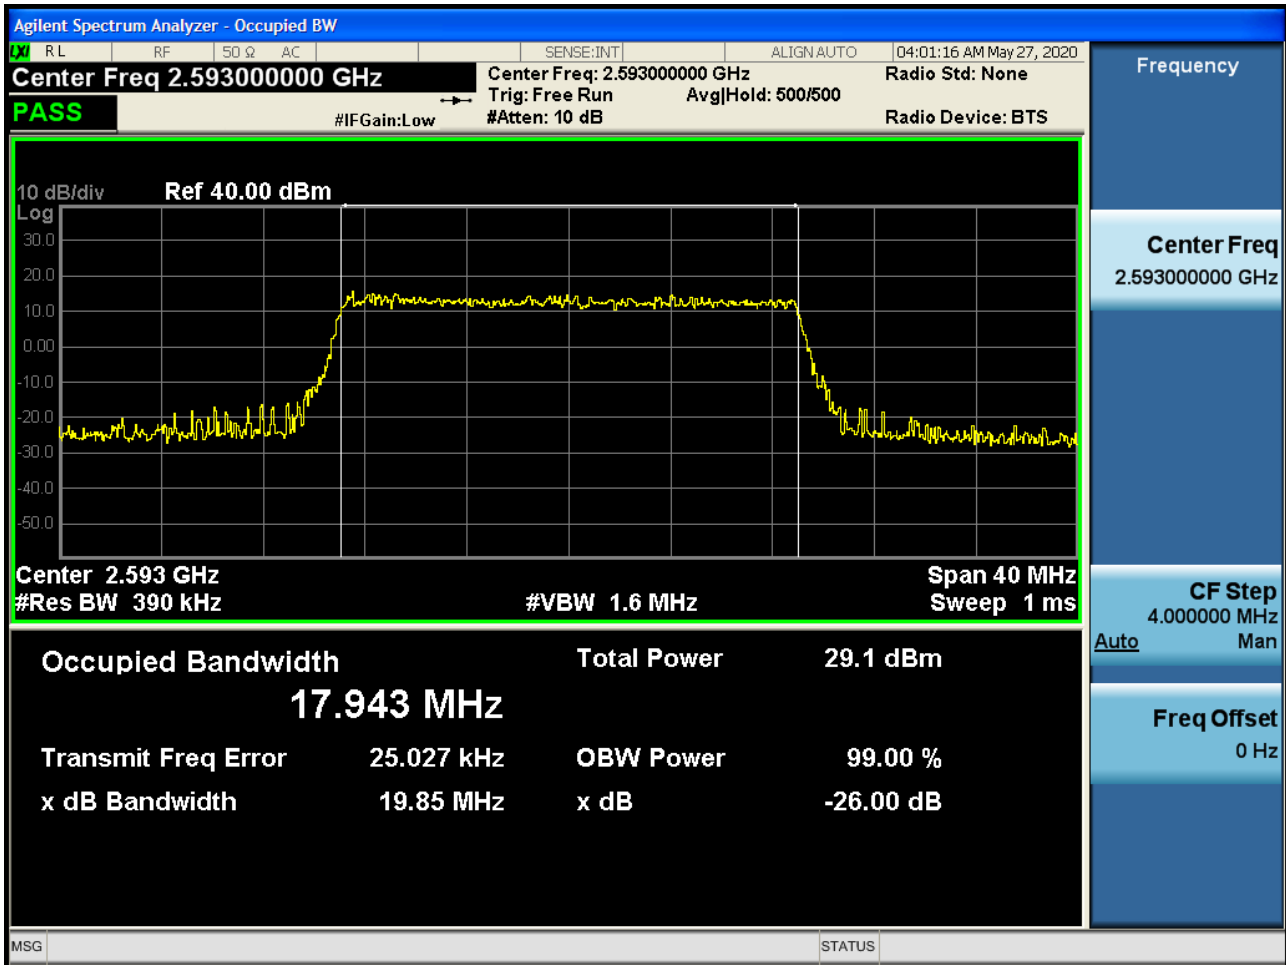 Agilent Spectrum Analyzer - Occupied BW
LXI RL RF 50 Ω AC SENSE:INT ALIGNAUTO 04:01:16 AM May 27, 2020
Center Freq 2.593000000 GHz
Center Freq: 2.593000000 GHz
Radio Std: None
Trig: Free Run Avg|Hold: 500/500
PASS
#IFGain:Low
#Atten: 10 dB
Radio Device: BTS
10 dB/div Ref 40.00 dBm
Log
30.0
20.0
10.0
0.00
-10.0
-20.0
-30.0
-40.0
-50.0
Center 2.593 GHz Span 40 MHz
#Res BW 390 kHz #VBW 1.6 MHz Sweep 1 ms
Occupied Bandwidth Total Power 29.1 dBm
17.943 MHz
Transmit Freq Error 25.027 kHz OBW Power 99.00 %
x dB Bandwidth 19.85 MHz x dB -26.00 dB
Frequency
Center Freq
2.593000000 GHz
CF Step
4.000000 MHz
Auto Man
Freq Offset
0 Hz
MSG STATUS